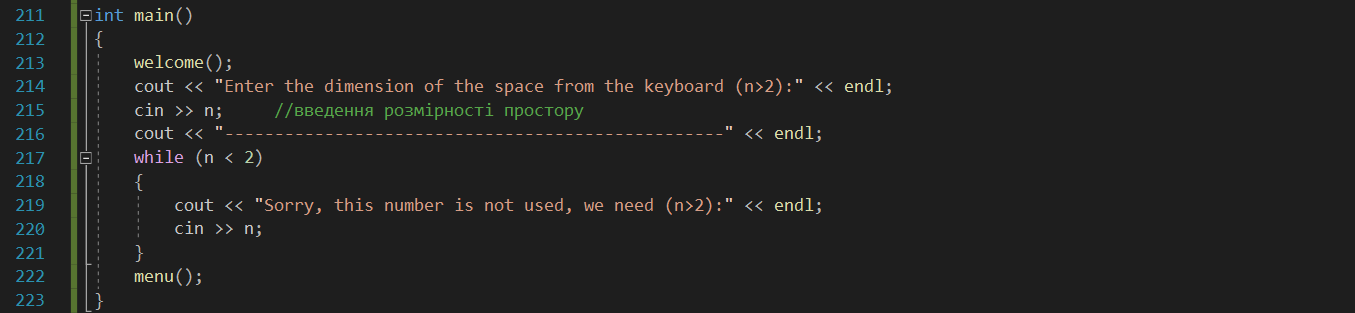 211 int main()
212 {
213 welcome();
214 cout << "Enter the dimension of the space from the keyboard (n>2):" << endl;
215 cin >> n; //введення розмірності простору
216 cout << "--------------------------------------------------" << endl;
217 while (n < 2)
218 {
219 cout << "Sorry, this number is not used, we need (n>2):" << endl;
220 cin >> n;
221 }
222 menu();
223 }